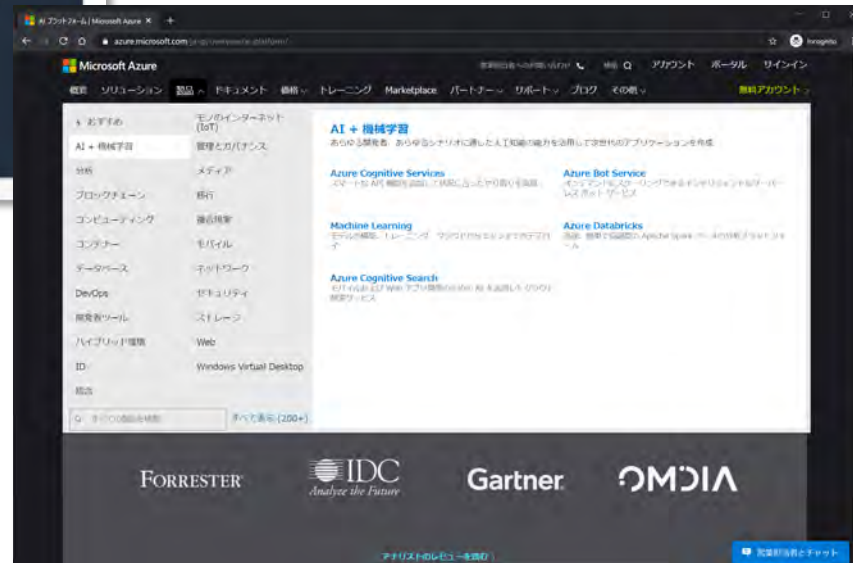 AI プラットフォーム | Microsoft Azure
azure.microsoft.com
Incognito
Microsoft Azure
アカウント ポータル サインイン
概要 ソリューション 製品 ドキュメント 価格 トレーニング Marketplace パートナー サポート ブログ その他 無料アカウント
おすすめ
AI + 機械学習
分析
ブロックチェーン
コンピューティング
コンテナー
データベース
DevOps
開発者ツール
ハイブリッド環境
ID
統合
モノのインターネット
(IoT)
管理とガバナンス
メディア
移行
複合現実
モバイル
ネットワーク
セキュリティ
ストレージ
Web
Windows Virtual Desktop
すべて表示 (200+)
AI + 機械学習
あらゆる開発者、あらゆるシナリオに適した人工知能の能力を活用して次世代のアプリケーションを作成
Azure Cognitive Services
Azure Bot Service
Machine Learning
Azure Databricks
Azure Cognitive Search
FORRESTER
IDC
Analyze the Future
Gartner
OMDIA
アナリストのレビューを読む
営業担当者とチャット